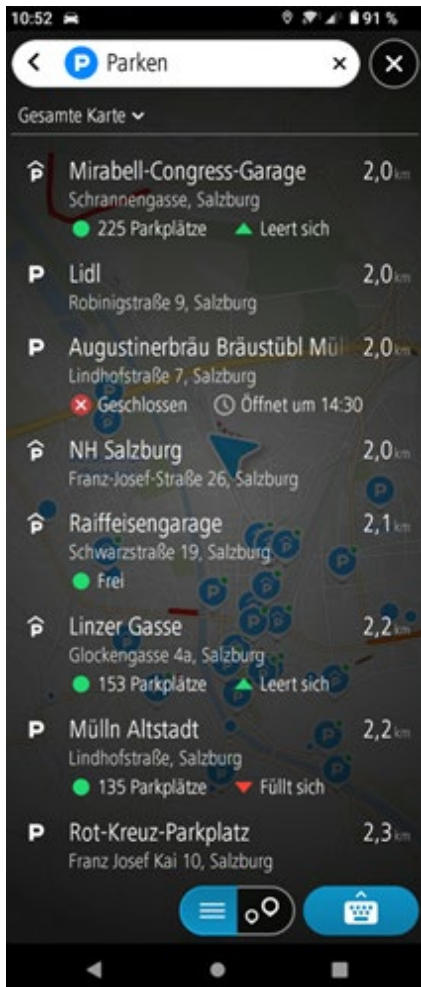 10:52 91 %
P Parken
Gesamte Karte
P Mirabell-Congress-Garage 2,0 km
Schrannengasse, Salzburg
225 Parkplätze Leert sich
P Lidl 2,0 km
Robinigstraße 9, Salzburg
P Augustinerbräu Bräustübl Mül 2,0 km
Lindhofstraße 7, Salzburg
Geschlossen Öffnet um 14:30
P NH Salzburg 2,0 km
Franz-Josef-Straße 26, Salzburg
P Raiffeisengarage 2,1 km
Schwarzstraße 19, Salzburg
Frei
P Linzer Gasse 2,2 km
Glockengasse 4a, Salzburg
153 Parkplätze Leert sich
P Mülln Altstadt 2,2 km
Lindhofstraße, Salzburg
135 Parkplätze Füllt sich
P Rot-Kreuz-Parkplatz 2,3 km
Franz Josef Kai 10, Salzburg